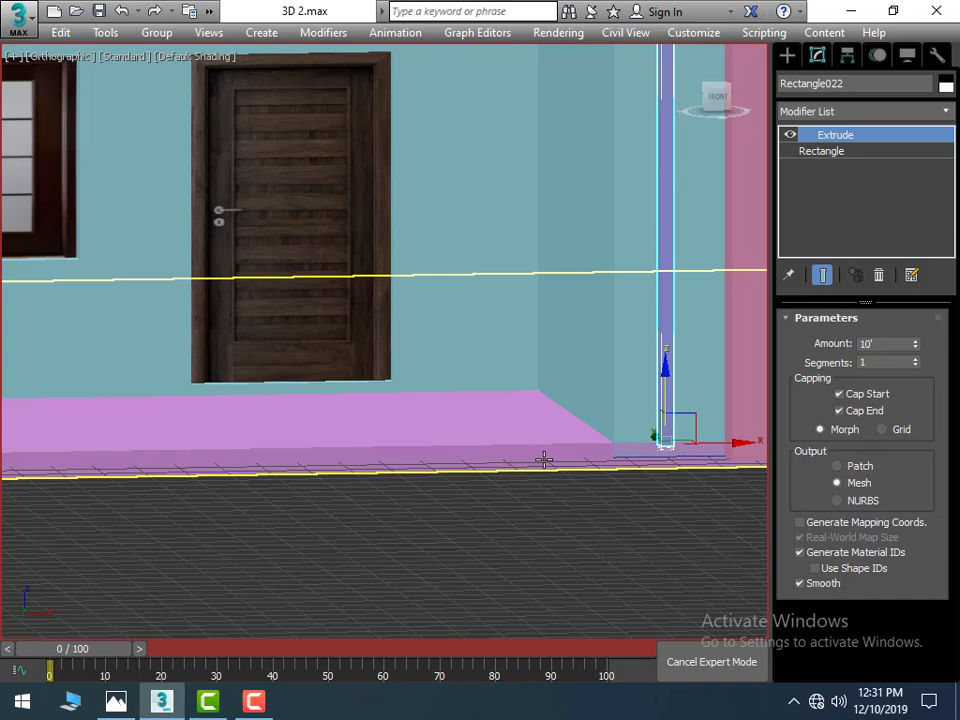 3D 2.max
Type a keyword or phrase
Sign In
3
MAX
Edit
Tools
Group
Views
Create
Modifiers
Animation
Graph Editors
Rendering
Civil View
Customize
Scripting
Content
Help
[+] [Orthographic] [Standard] [Default Shading]
FRONT
Rectangle022
Modifier List
Extrude
Rectangle
Parameters
Amount: 10'
Segments: 1
Capping
Cap Start
Cap End
Morph
Grid
Output
Patch
Mesh
NURBS
Generate Mapping Coords.
Real-World Map Size
Generate Material IDs
Use Shape IDs
Smooth
z
x
Activate Windows
Go to Settings to activate Windows.
< 0 / 100 >
Cancel Expert Mode
0 10 20 30 40 50 60 70 80 90 100
12:31 PM
12/10/2019